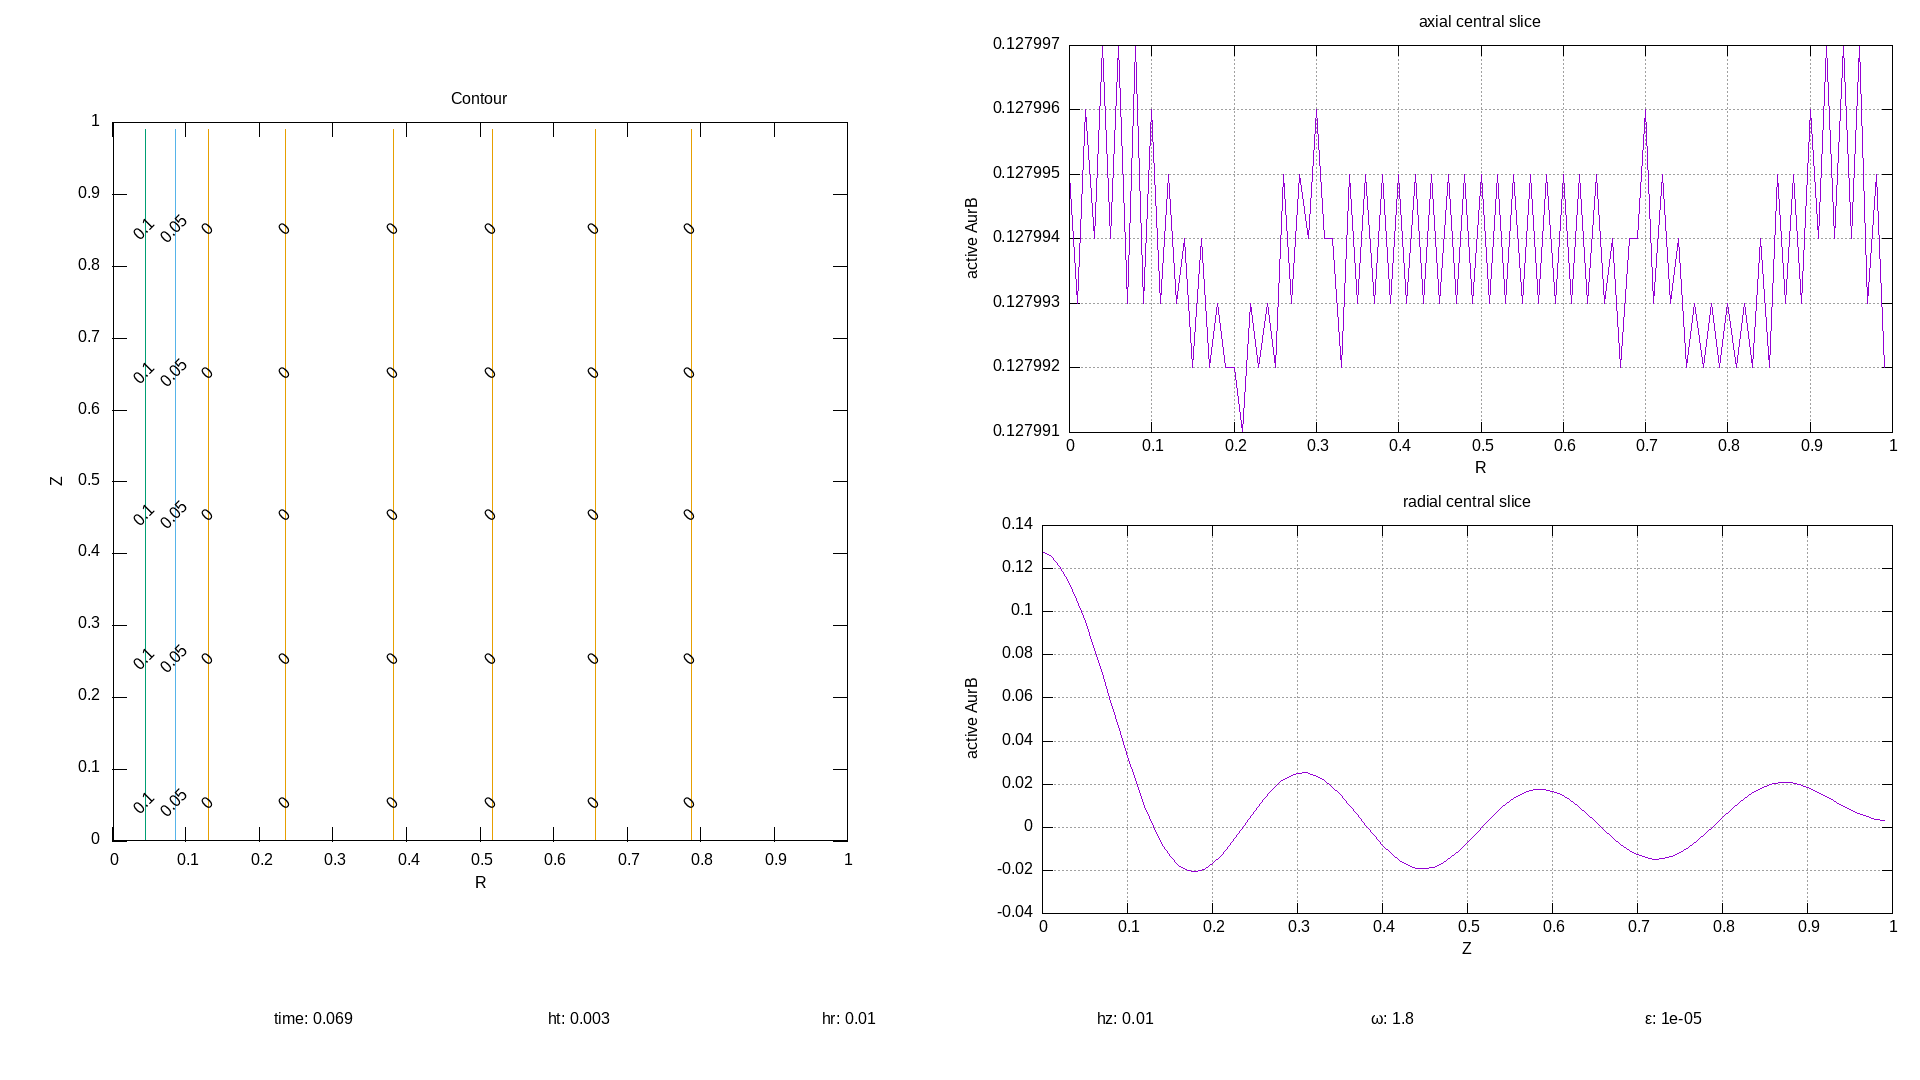 Contour
1
0.9
0.8
0.7
0.6
0.5
0.4
0.3
0.2
0.1
0
Z
0.1 0.05 0 0 0 0 0 0
0.1 0.05 0 0 0 0 0 0
0.1 0.05 0 0 0 0 0 0
0.1 0.05 0 0 0 0 0 0
0.1 0.05 0 0 0 0 0 0
0 0.1 0.2 0.3 0.4 0.5 0.6 0.7 0.8 0.9 1
R
axial central slice
0.127997
0.127996
0.127995
0.127994
0.127993
0.127992
0.127991
active AurB
0 0.1 0.2 0.3 0.4 0.5 0.6 0.7 0.8 0.9 1
R
radial central slice
0.14
0.12
0.1
0.08
0.06
0.04
0.02
0
-0.02
-0.04
active AurB
0 0.1 0.2 0.3 0.4 0.5 0.6 0.7 0.8 0.9 1
Z
time: 0.069 ht: 0.003 hr: 0.01 hz: 0.01 ω: 1.8 ε: 1e-05